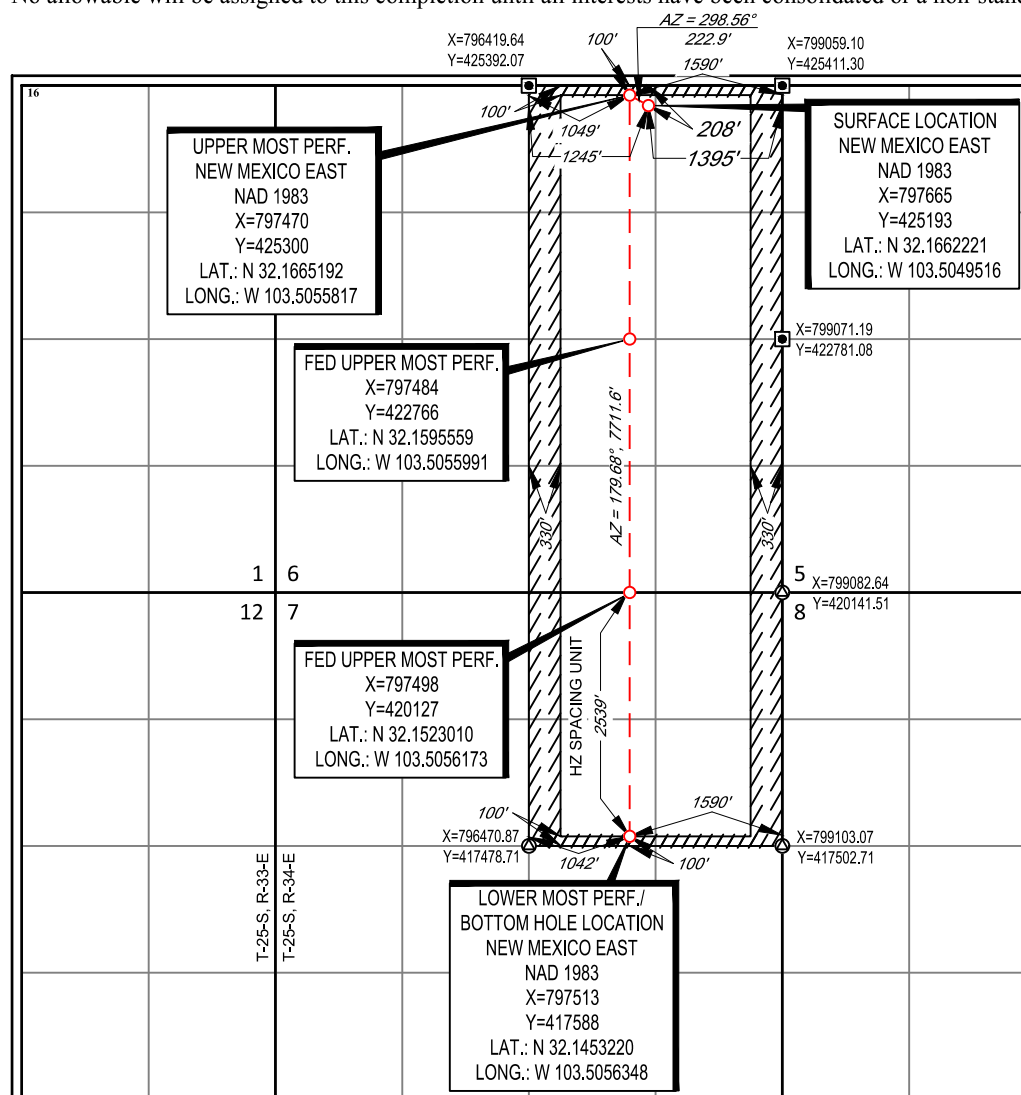 No allowable will be assigned to this completion until all interests have been consolidated or a non-stand
AZ = 298.56°
222.9'
X=796419.64
Y=425392.07
100'
1590'
X=799059.10
Y=425411.30
16
100'
1049'
208'
1245'
1395'
UPPER MOST PERF.
NEW MEXICO EAST
NAD 1983
X=797470
Y=425300
LAT.: N 32.1665192
LONG.: W 103.5055817
SURFACE LOCATION
NEW MEXICO EAST
NAD 1983
X=797665
Y=425193
LAT.: N 32.1662221
LONG.: W 103.5049516
X=799071.19
Y=422781.08
FED UPPER MOST PERF.
X=797484
Y=422766
LAT.: N 32.1595559
LONG.: W 103.5055991
AZ = 179.68°, 7711.6'
330'
330'
1 6
5
X=799082.64
Y=420141.51
12 7
8
FED UPPER MOST PERF.
X=797498
Y=420127
LAT.: N 32.1523010
LONG.: W 103.5056173
HZ SPACING UNIT
2539'
100'
1590'
X=796470.87
Y=417478.71
1042'
100'
X=799103.07
Y=417502.71
T-25-S, R-33-E
T-25-S, R-34-E
LOWER MOST PERF./
BOTTOM HOLE LOCATION
NEW MEXICO EAST
NAD 1983
X=797513
Y=417588
LAT.: N 32.1453220
LONG.: W 103.5056348